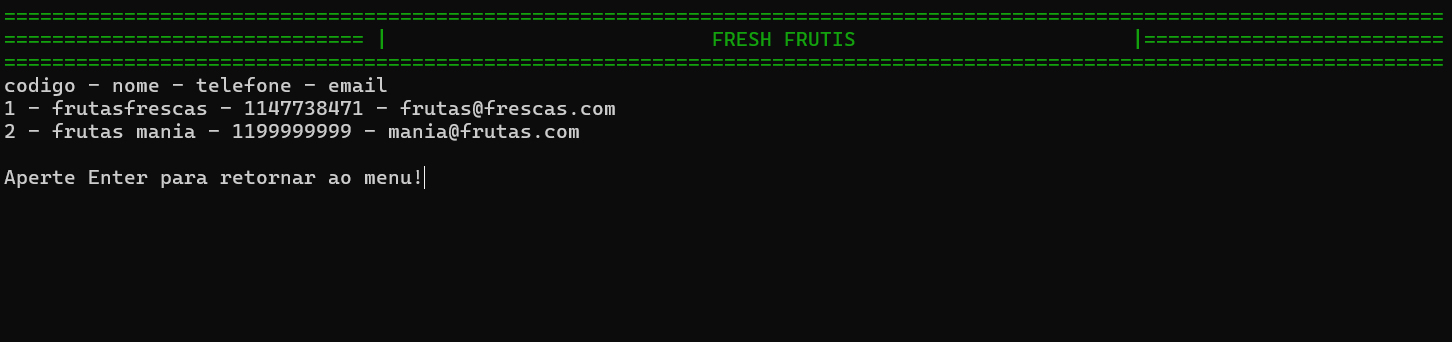 ========================================================================================================================
============================== | FRESH FRUTIS |=========================
========================================================================================================================
codigo - nome - telefone - email
1 - frutasfrescas - 1147738471 - frutas@frescas.com
2 - frutas mania - 1199999999 - mania@frutas.com
Aperte Enter para retornar ao menu!